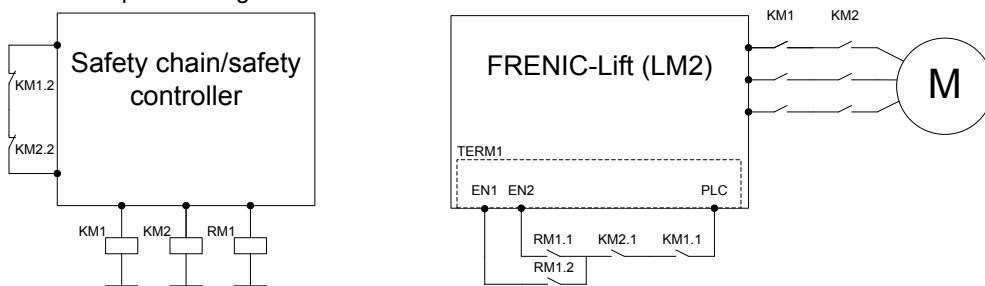 Safety chain/safety
controller
KM1.2
KM2.2
KM1 KM2 RM1
FRENIC-Lift (LM2)
KM1 KM2
M
TERM1
EN1 EN2 PLC
RM1.1 KM2.1 KM1.1
RM1.2